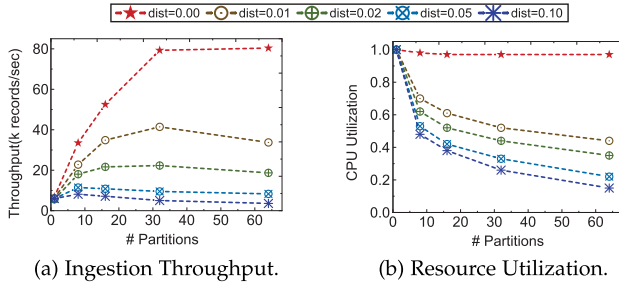 dist=0.00 dist=0.01 dist=0.02 dist=0.05 dist=0.10
Throughput(k records/sec)
80
60
40
20
0
0 10 20 30 40 50 60
# Partitions
(a) Ingestion Throughput.
CPU Utilization
1.0
0.8
0.6
0.4
0.2
0.0
0 10 20 30 40 50 60
# Partitions
(b) Resource Utilization.